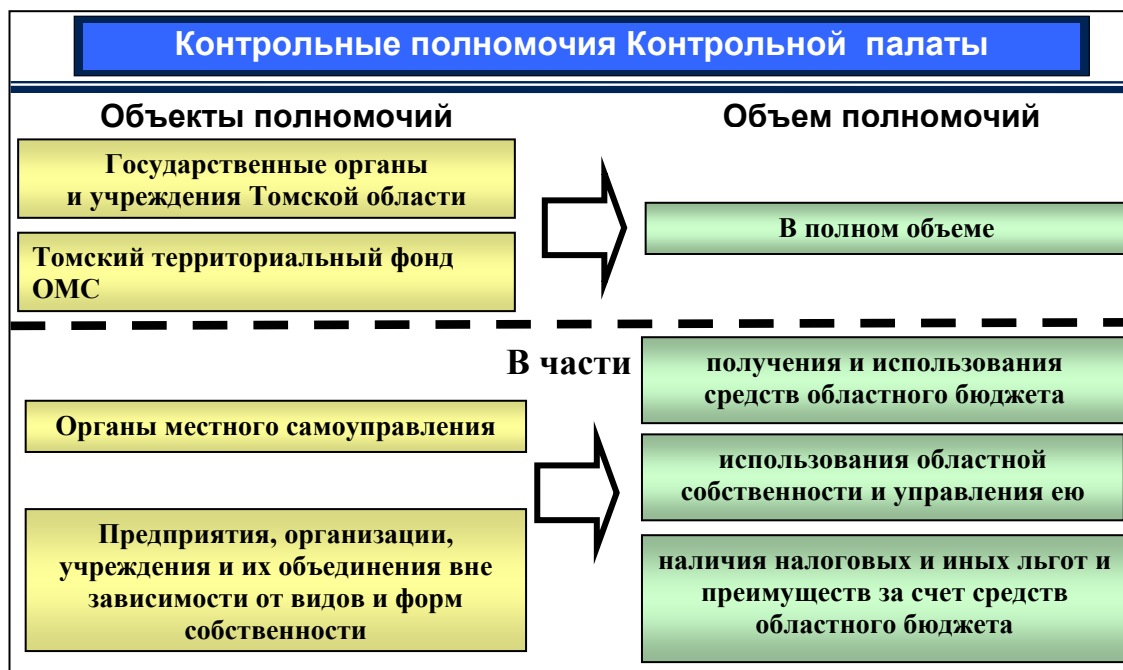 Контрольные полномочия Контрольной палаты
Объекты полномочий
Объем полномочий
Государственные органы
и учреждения Томской области
Томский территориальный фонд
ОМС
В полном объеме
В части
Органы местного самоуправления
Предприятия, организации,
учреждения и их объединения вне
зависимости от видов и форм
собственности
получения и использования
средств областного бюджета
использования областной
собственности и управления ею
наличия налоговых и иных льгот и
преимуществ за счет средств
областного бюджета